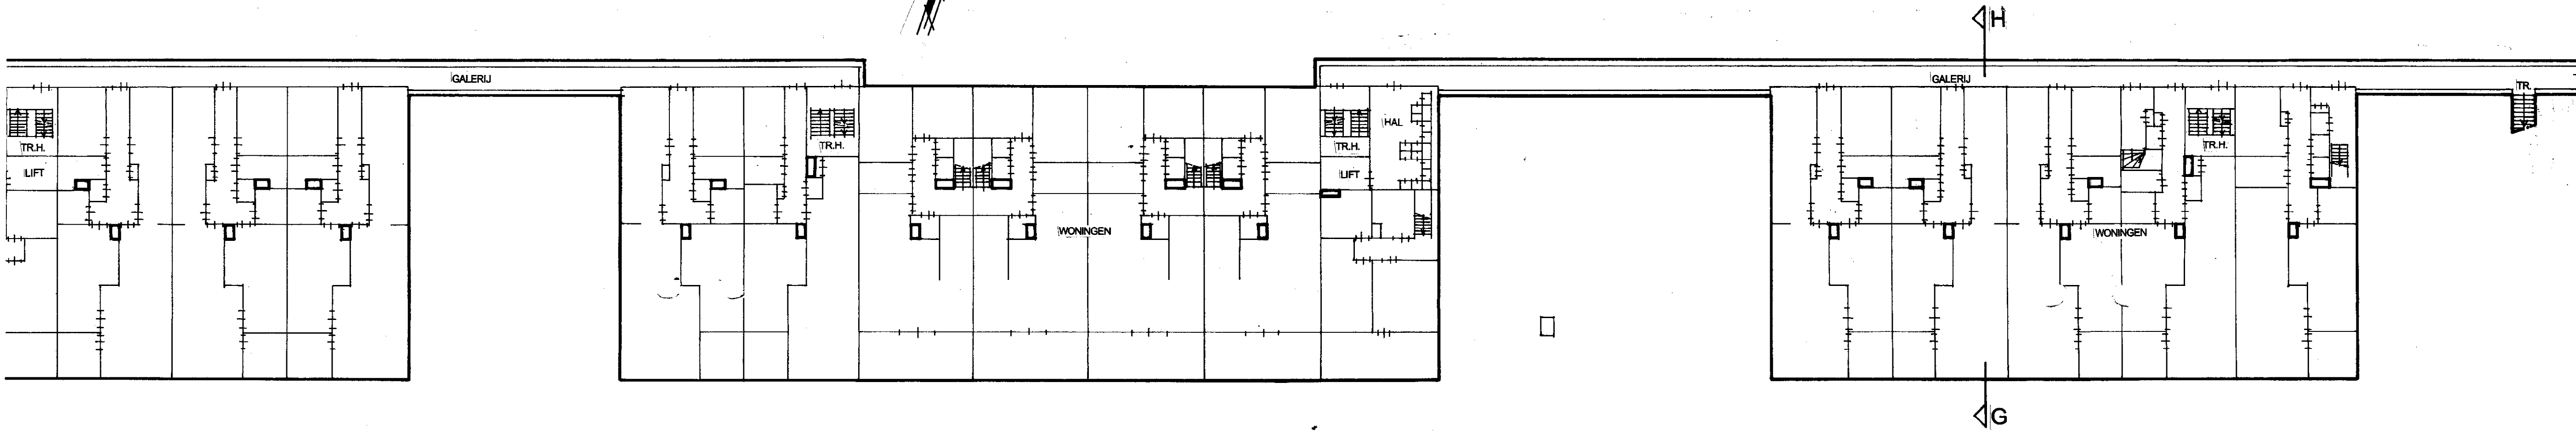 H
GALERIJ
GALERIJ
TR.
HAL
TR.H.
TR.H.
TR.H.
TR.H.
LIFT
LIFT
WONINGEN
WONINGEN
G